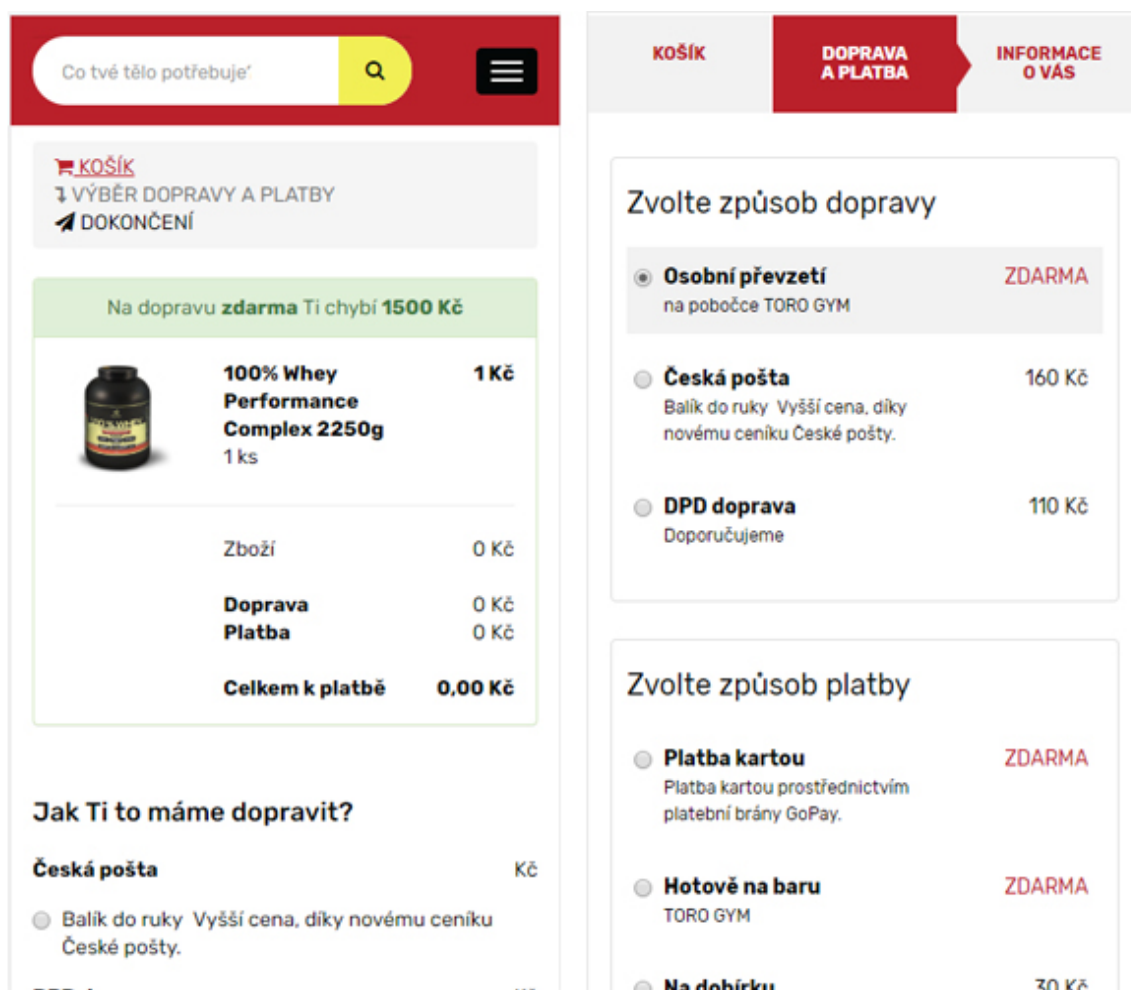 Co tvé tělo potřebuje
KOŠÍK
VÝBĚR DOPRAVY A PLATBY
DOKONČENÍ
Na dopravu zdarma Ti chybí 1500 Kč
100% Whey 1 Kč
Performance
Complex 2250g
1 ks
Zboží 0 Kč
Doprava 0 Kč
Platba 0 Kč
Celkem k platbě 0,00 Kč
Jak Ti to máme dopravit?
Česká pošta Kč
Balík do ruky Vyšší cena, díky novému ceníku
České pošty.
KOŠÍK
DOPRAVA
A PLATBA
INFORMACE
O VÁS
Zvolte způsob dopravy
Osobní převzetí ZDARMA
na pobočce TORO GYM
Česká pošta 160 Kč
Balík do ruky Vyšší cena, díky
novému ceníku České pošty.
DPD doprava 110 Kč
Doporučujeme
Zvolte způsob platby
Platba kartou ZDARMA
Platba kartou prostřednictvím
platební brány GoPay.
Hotově na baru ZDARMA
TORO GYM
Na dobírku 30 Kč